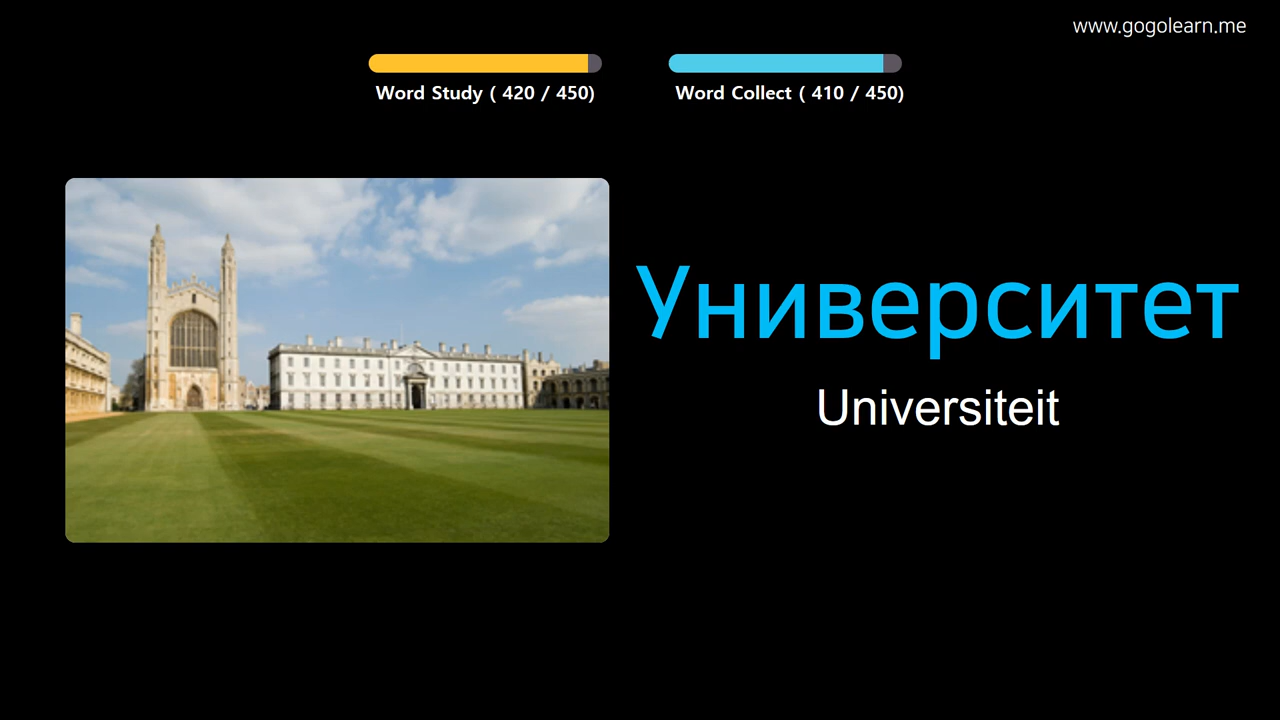 www.gogolearn.me
Word Study ( 420 / 450)
Word Collect ( 410 / 450)
Университет
Universiteit